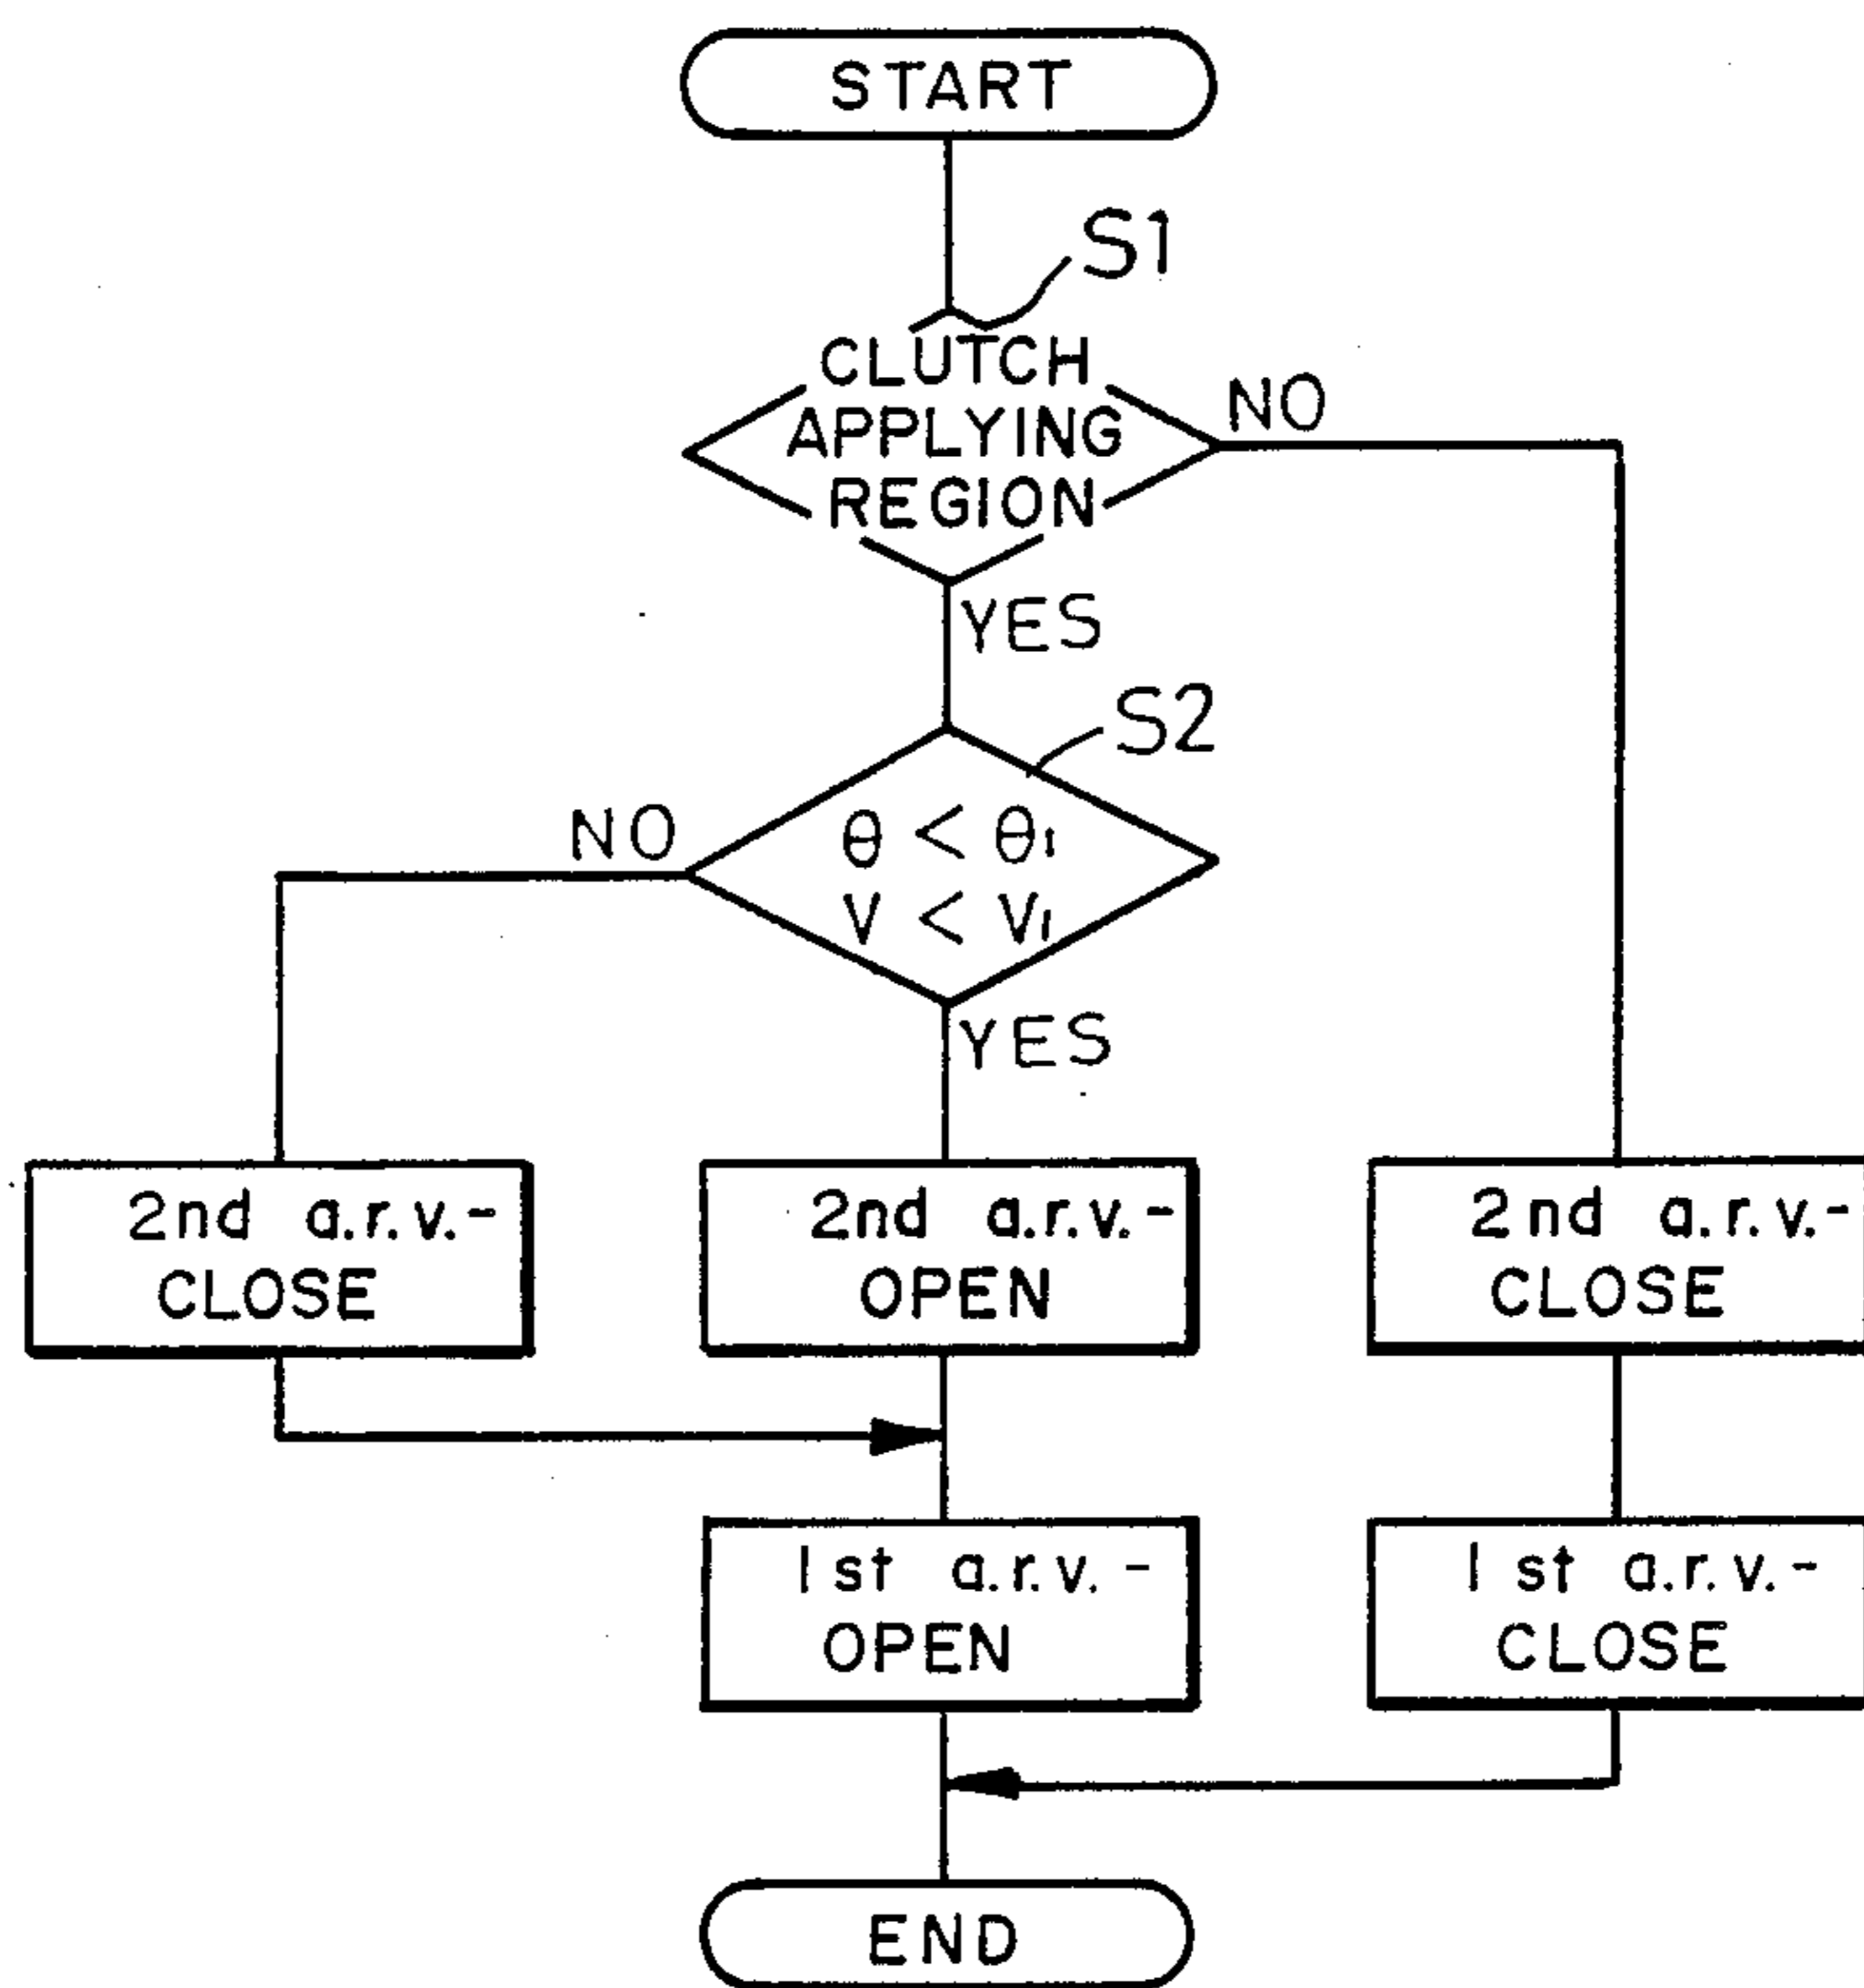 START
S1
CLUTCH
APPLYING
REGION
NO
YES
S2
NO
θ < θ₁
V < V₁
YES
2nd a.r.v.-
CLOSE
2nd a.r.v.-
OPEN
2nd a.r.v.-
CLOSE
1st a.r.v.-
OPEN
1st a.r.v.-
CLOSE
END